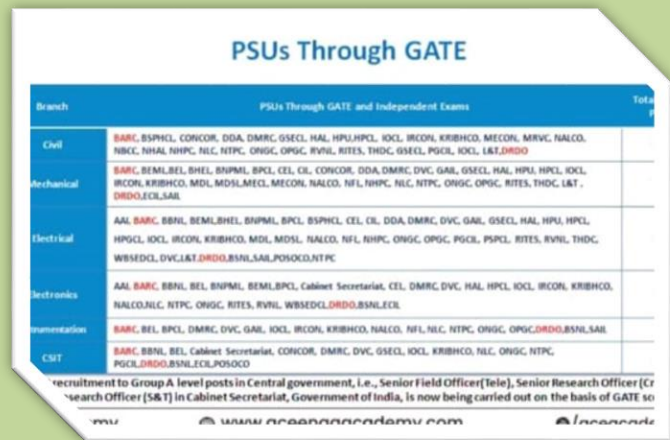 PSUs Through GATE
Branch
PSUs Through GATE and Independent Exams
Total
Civil
BARC, BSPHCL, CONCOR, DDA, DMRC, GSECL, HAL, HPU,HPCL, IOCL, IRCON, KRIBHCO, MECON, MRVC, NALCO,
NBCC, NHAI, NHPC, NLC, NTPC, ONGC, OPGC, RVNL, RITES, THDC, GSECL, PGCIL, IOCL, L&T,DRDO
Mechanical
BARC, BEML,BEL, BHEL, BNPML, BPCL, CEL, CIL, CONCOR, DDA, DMRC, DVC, GAIL, GSECL, HAL, HPU, HPCL, IOCL,
IRCON, KRIBHCO, MDL, MDSL,MECL, MECON, NALCO, NFL, NHPC, NLC, NTPC, ONGC, OPGC, RITES, THDC, L&T ,
DRDO,ECIL,SAIL
Electrical
AAI, BARC, BBNL, BEML,BHEL, BNPML, BPCL, BSPHCL, CEL, CIL, DDA, DMRC, DVC, GAIL, GSECL, HAL, HPU, HPCL,
HPGCL, IOCL, IRCON, KRIBHCO, MDL, MDSL, NALCO, NFL, NHPC, ONGC, OPGC, PGCIL, PSPCL, RITES, RVNL, THDC,
WBSEDCL, DVC,L&T,DRDO,BSNL,SAIL,POSOCO,NTPC
Electronics
AAI, BARC, BBNL, BEL, BNPML, BEML,BPCL, Cabinet Secretariat, CEL, DMRC, DVC, HAL, HPCL, IOCL, IRCON, KRIBHCO,
NALCO,NLC, NTPC, ONGC, RITES, RVNL, WBSEDCL,DRDO,BSNL,ECIL
trumentation
BARC, BEL, BPCL, DMRC, DVC, GAIL, IOCL, IRCON, KRIBHCO, NALCO, NFL, NLC, NTPC, ONGC, OPGC,DRDO,BSNL,SAIL
CSIT
BARC, BBNL, BEL, Cabinet Secretariat, CONCOR, DMRC, DVC, GSECL, IOCL, KRIBHCO, NLC, ONGC, NTPC,
PGCIL,DRDO,BSNL,ECIL,POSOCO
recruitment to Group A level posts in Central government, i.e., Senior Field Officer(Tele), Senior Research Officer (Cr
search Officer (S&T) in Cabinet Secretariat, Government of India, is now being carried out on the basis of GATE sco
www.aceenggacademy.com